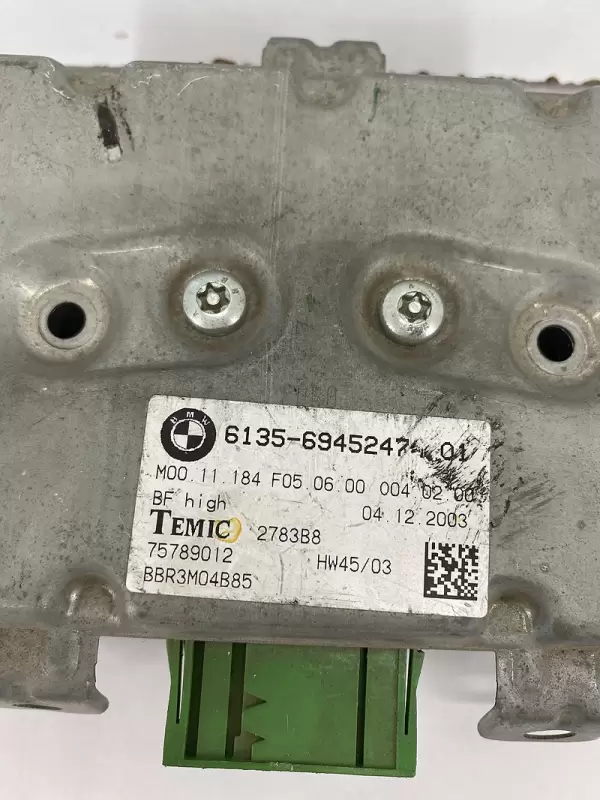 BMW
6135-6945247 01
M00.11.184 F05.06.00 004.02.00
BF high 04.12.2003
TEMIC 2783B8
75789012 HW45/03
BBR3M04B85